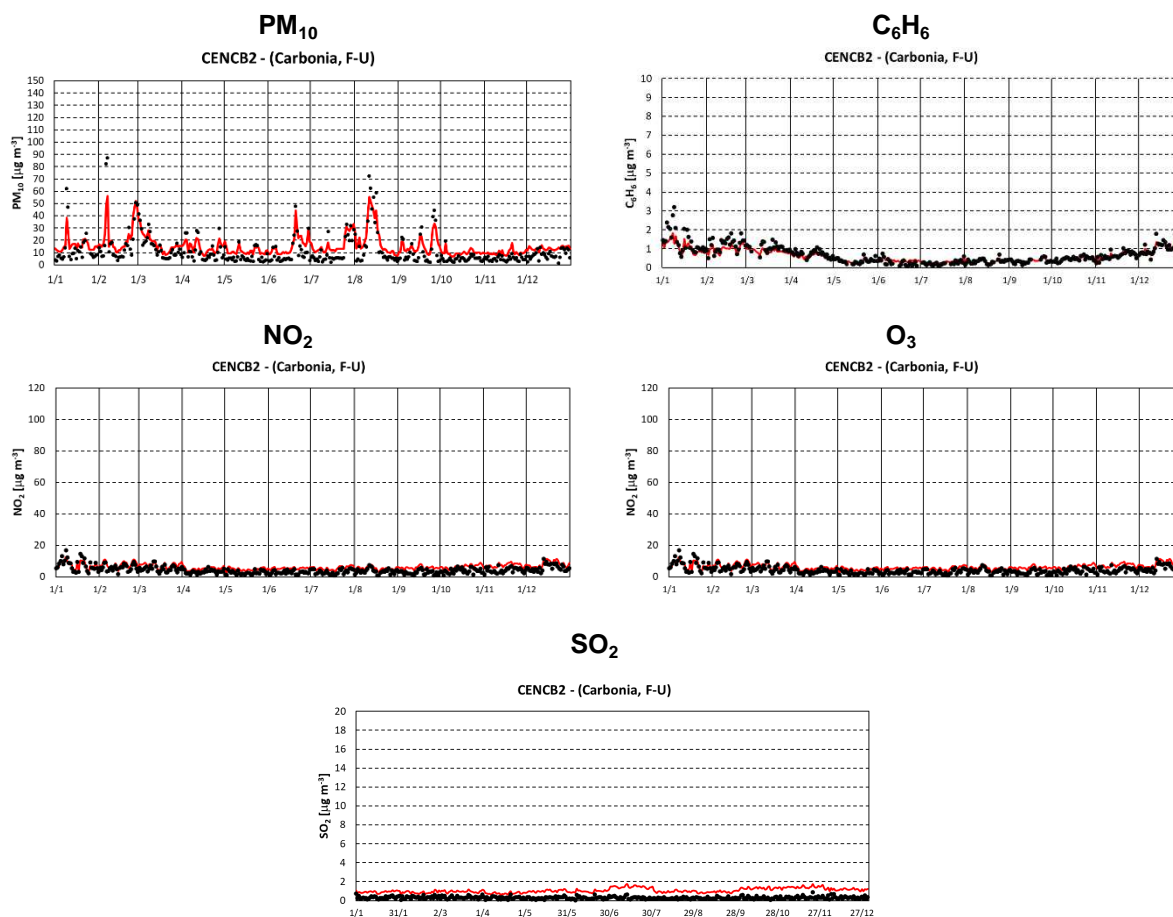 PM₁₀
CENCB2 - (Carbonia, F-U)
PM₁₀ [µg m⁻³]
150
140
130
120
110
100
90
80
70
60
50
40
30
20
10
0
1/1 1/2 1/3 1/4 1/5 1/6 1/7 1/8 1/9 1/10 1/11 1/12
C₆H₆
CENCB2 - (Carbonia, F-U)
C₆H₆ [µg m⁻³]
10
9
8
7
6
5
4
3
2
1
0
1/1 1/2 1/3 1/4 1/5 1/6 1/7 1/8 1/9 1/10 1/11 1/12
NO₂
CENCB2 - (Carbonia, F-U)
NO₂ [µg m⁻³]
120
100
80
60
40
20
0
1/1 1/2 1/3 1/4 1/5 1/6 1/7 1/8 1/9 1/10 1/11 1/12
O₃
CENCB2 - (Carbonia, F-U)
NO₂ [µg m⁻³]
120
100
80
60
40
20
0
1/1 1/2 1/3 1/4 1/5 1/6 1/7 1/8 1/9 1/10 1/11 1/12
SO₂
CENCB2 - (Carbonia, F-U)
SO₂ [µg m⁻³]
20
18
16
14
12
10
8
6
4
2
0
1/1 31/1 2/3 1/4 1/5 31/5 30/6 30/7 29/8 28/9 28/10 27/11 27/12